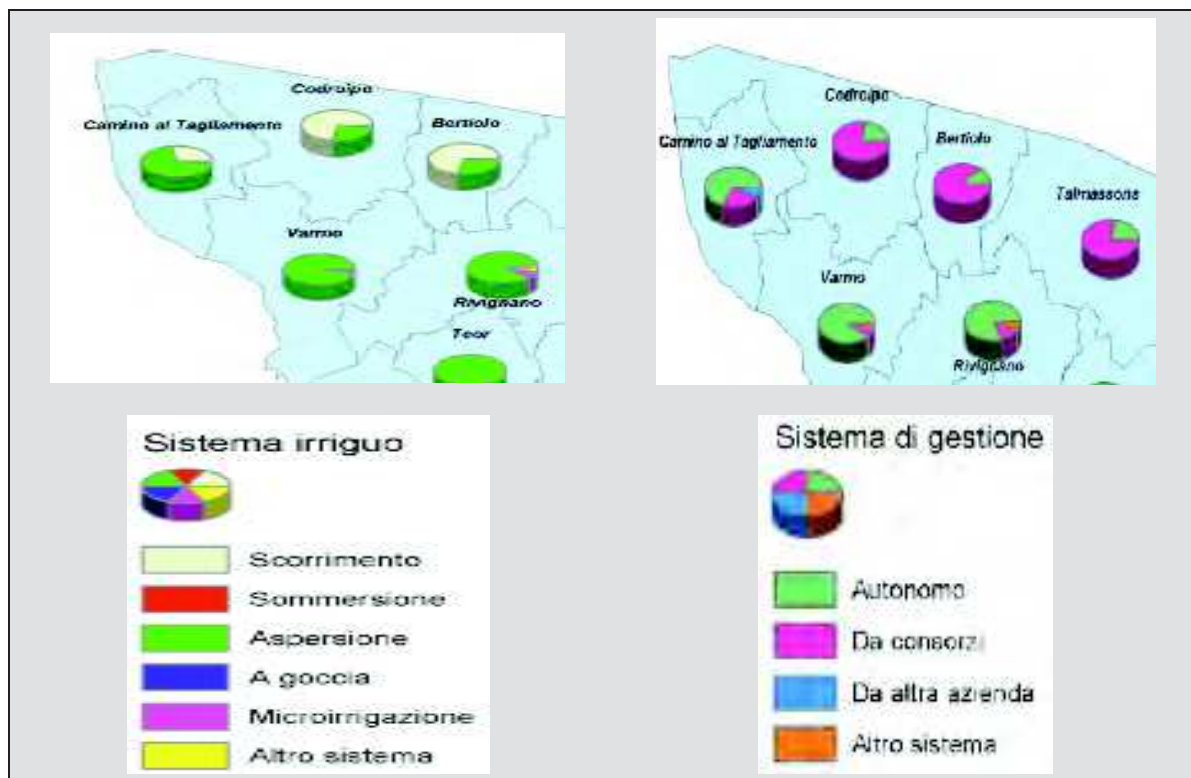 Codroipo
Camino al Tagliamento
Bertiolo
Varmo
Rivignano
Teor
Codroipo
Camino al Tagliamento
Bertiolo
Talmassons
Varmo
Rivignano
Sistema irriguo
Scorrimento
Sommersione
Aspersione
A goccia
Microirrigazione
Altro sistema
Sistema di gestione
Autonomo
Da consorzi
Da altra azienda
Altro sistema